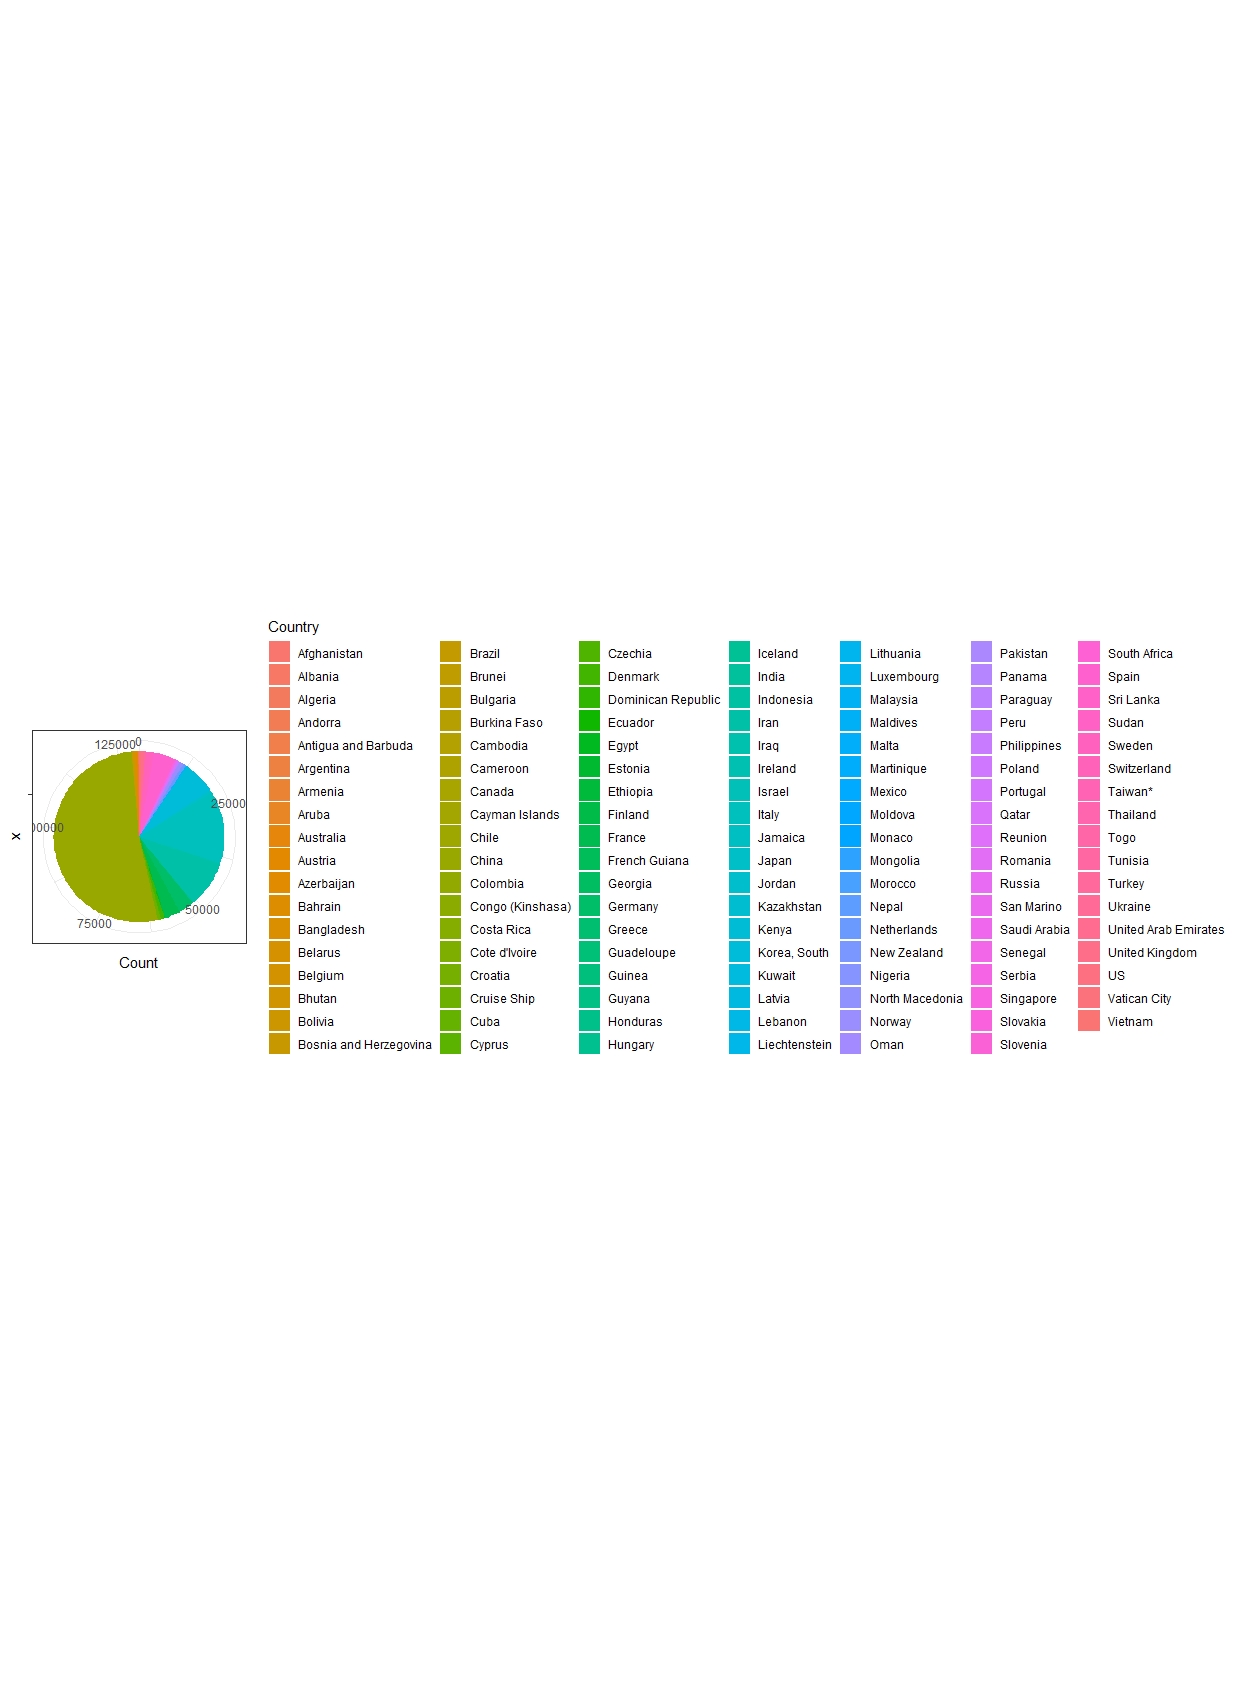 Country
Afghanistan
Albania
Algeria
Andorra
Antigua and Barbuda
Argentina
Armenia
Aruba
Australia
Austria
Azerbaijan
Bahrain
Bangladesh
Belarus
Belgium
Bhutan
Bolivia
Bosnia and Herzegovina
Brazil
Brunei
Bulgaria
Burkina Faso
Cambodia
Cameroon
Canada
Cayman Islands
Chile
China
Colombia
Congo (Kinshasa)
Costa Rica
Cote d'Ivoire
Croatia
Cruise Ship
Cuba
Cyprus
Czechia
Denmark
Dominican Republic
Ecuador
Egypt
Estonia
Ethiopia
Finland
France
French Guiana
Georgia
Germany
Greece
Guadeloupe
Guinea
Guyana
Honduras
Hungary
Iceland
India
Indonesia
Iran
Iraq
Ireland
Israel
Italy
Jamaica
Japan
Jordan
Kazakhstan
Kenya
Korea, South
Kuwait
Latvia
Lebanon
Liechtenstein
Lithuania
Luxembourg
Malaysia
Maldives
Malta
Martinique
Mexico
Moldova
Monaco
Mongolia
Morocco
Nepal
Netherlands
New Zealand
Nigeria
North Macedonia
Norway
Oman
Pakistan
Panama
Paraguay
Peru
Philippines
Poland
Portugal
Qatar
Reunion
Romania
Russia
San Marino
Saudi Arabia
Senegal
Serbia
Singapore
Slovakia
Slovenia
South Africa
Spain
Sri Lanka
Sudan
Sweden
Switzerland
Taiwan*
Thailand
Togo
Tunisia
Turkey
Ukraine
United Arab Emirates
United Kingdom
US
Vatican City
Vietnam
125000
0
25000
00000
50000
75000
x
Count